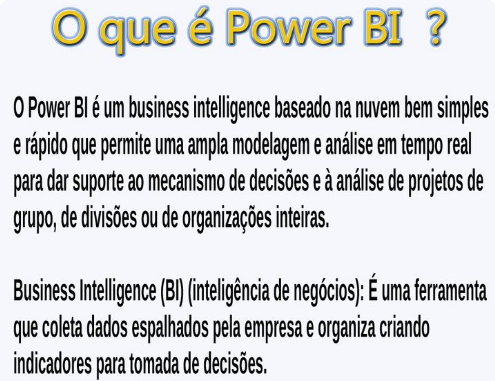 O que é Power BI ?
O Power BI é um business intelligence baseado na nuvem bem simples
e rápido que permite uma ampla modelagem e análise em tempo real
para dar suporte ao mecanismo de decisões e à análise de projetos de
grupo, de divisões ou de organizações inteiras.
Business Intelligence (BI) (inteligência de negócios): É uma ferramenta
que coleta dados espalhados pela empresa e organiza criando
indicadores para tomada de decisões.